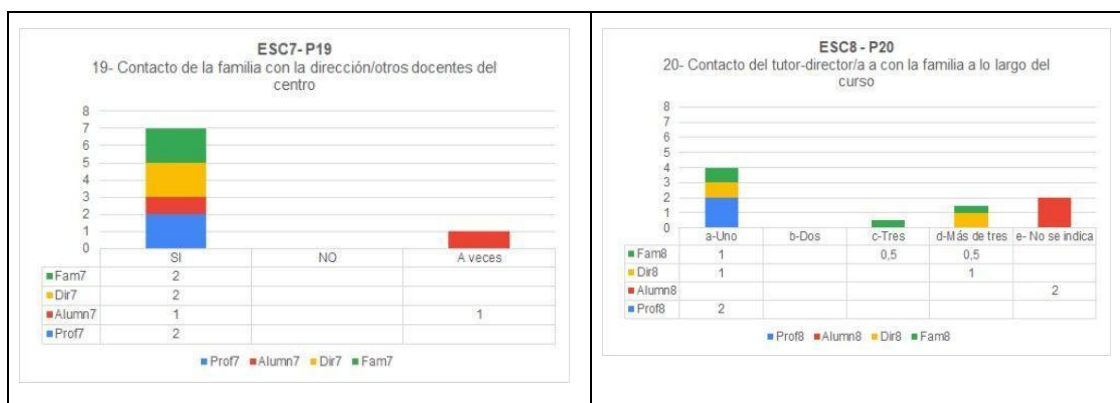 ESC7- P19
19- Contacto de la familia con la dirección/otros docentes del
centro
8
7
6
5
4
3
2
1
0
SI NO A veces
Fam7 2
Dir7 2
Alumn7 1 1
Prof7 2
Prof7 Alumn7 Dir7 Fam7
ESC8 - P20
20- Contacto del tutor-director/a a con la familia a lo largo del
curso
8
7
6
5
4
3
2
1
0
a-Uno b-Dos c-Tres d-Más de tres e- No se indica
Fam8 1 0,5 0,5
Dir8 1 1
Alumn8 2
Prof8 2
Prof8 Alumn8 Dir8 Fam8